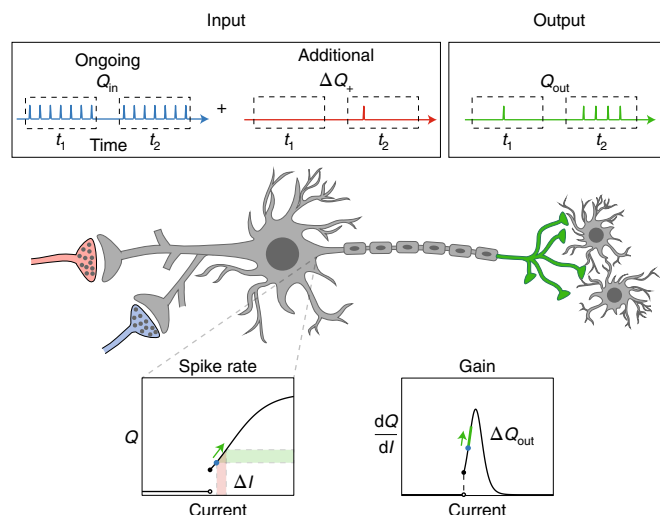 Input
Output
Ongoing
Q_in
+
Additional
ΔQ_+
Q_out
t_1
Time
t_2
t_1
t_2
t_1
t_2
Spike rate
Q
ΔI
Current
Gain
dQ
dI
ΔQ_out
Current